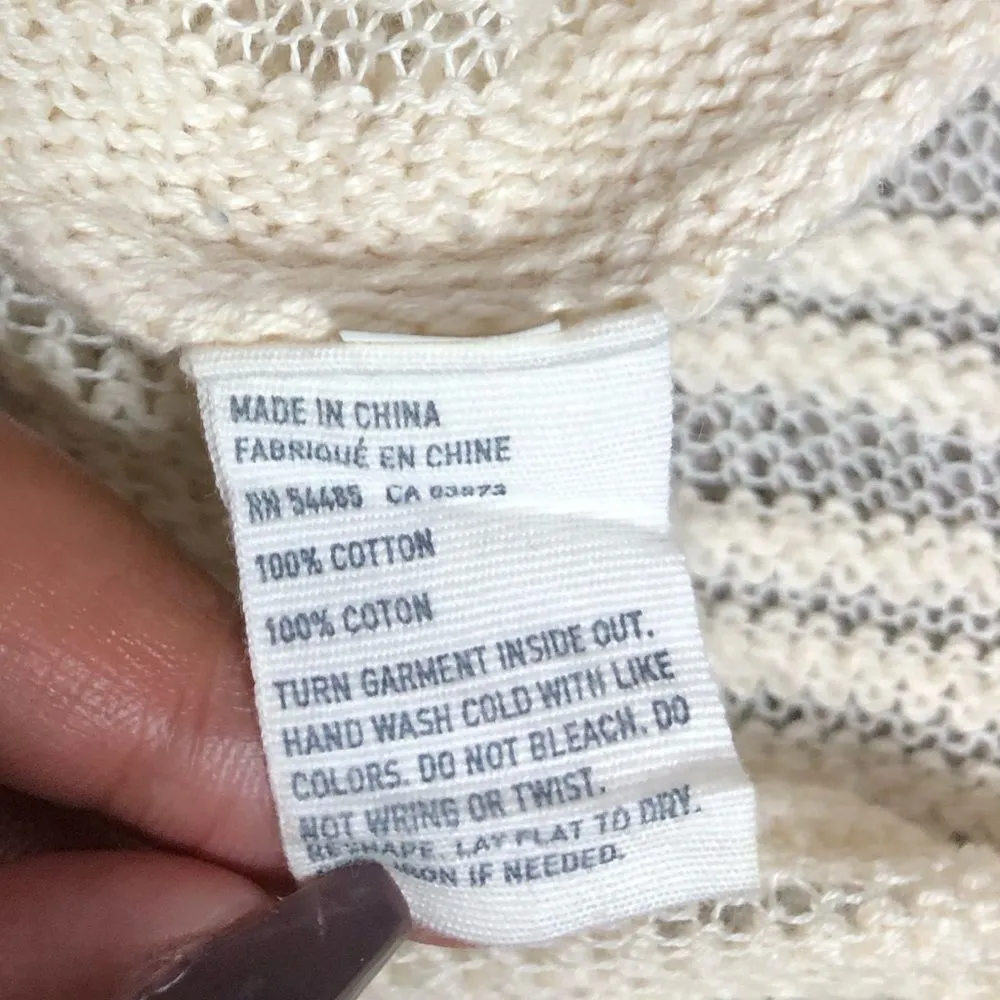 MADE IN CHINA
FABRIQUÉ EN CHINE
RN 54485 CA 03973
100% COTTON
100% COTON
TURN GARMENT INSIDE OUT.
HAND WASH COLD WITH LIKE
COLORS. DO NOT BLEACH. DO
NOT WRING OR TWIST.
RESHAPE. LAY FLAT TO DRY.
IRON IF NEEDED.